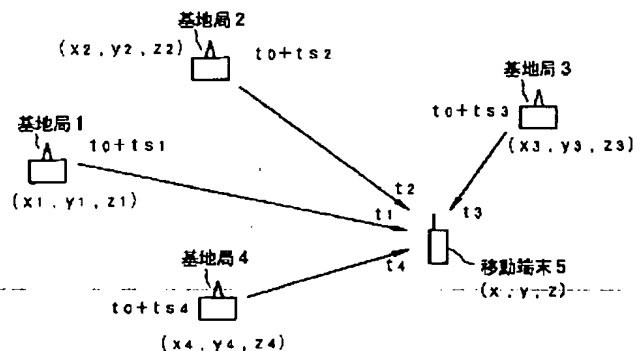 基地局2
(x2, y2, z2)
t0+ts2
基地局3
t0+ts3
(x3, y3, z3)
基地局1
t0+ts1
(x1, y1, z1)
t2
t1
t3
t4
基地局4
移動端末5
(x, y, z)
t0+ts4
(x4, y4, z4)